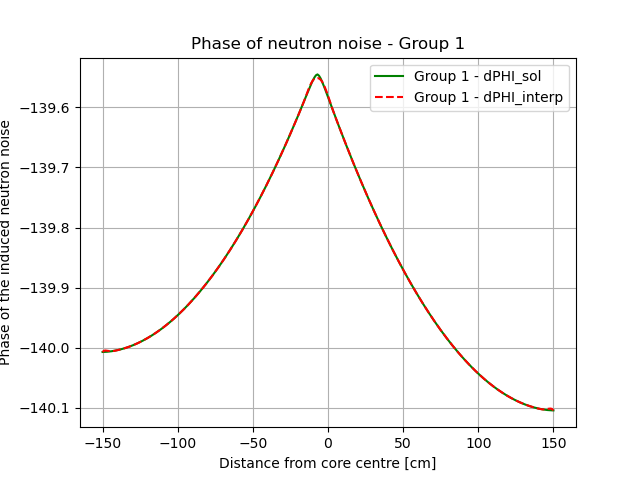 Phase of neutron noise - Group 1
Group 1 - dPHI_sol
Group 1 - dPHI_interp
Phase of the induced neutron noise
−139.6
−139.7
−139.8
−139.9
−140.0
−140.1
−150
−100
−50
0
50
100
150
Distance from core centre [cm]